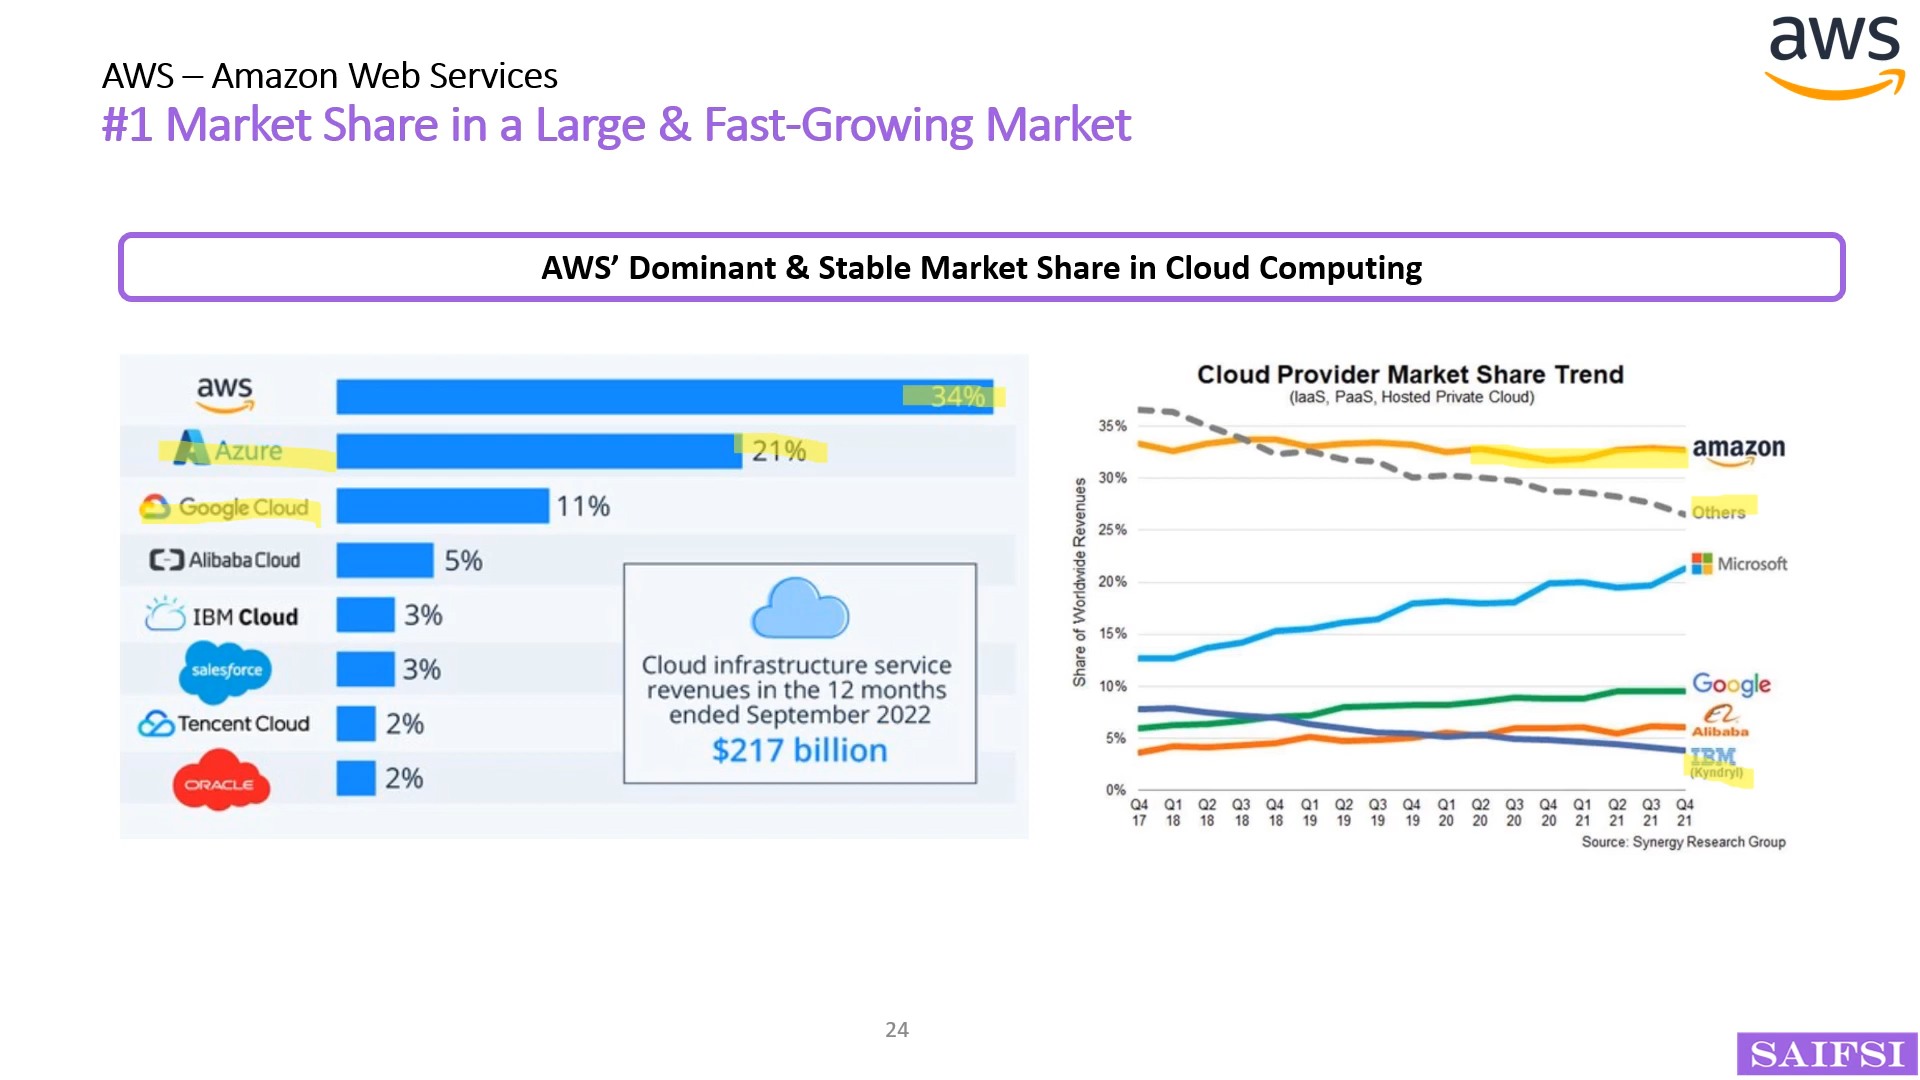 aws
AWS – Amazon Web Services
#1 Market Share in a Large & Fast-Growing Market
AWS’ Dominant & Stable Market Share in Cloud Computing
aws
34%
Azure
21%
Google Cloud
11%
Alibaba Cloud
5%
IBM Cloud
3%
salesforce
3%
Tencent Cloud
2%
ORACLE
2%
Cloud infrastructure service
revenues in the 12 months
ended September 2022
$217 billion
Cloud Provider Market Share Trend
(IaaS, PaaS, Hosted Private Cloud)
Share of Worldwide Revenues
35%
30%
25%
20%
15%
10%
5%
0%
amazon
Others
Microsoft
Google
Alibaba
IBM
(Kyndryl)
Q4 Q1 Q2 Q3 Q4 Q1 Q2 Q3 Q4 Q1 Q2 Q3 Q4 Q1 Q2 Q3 Q4
17 18 18 18 18 19 19 19 19 20 20 20 20 21 21 21 21
Source: Synergy Research Group
24
SAIFSI